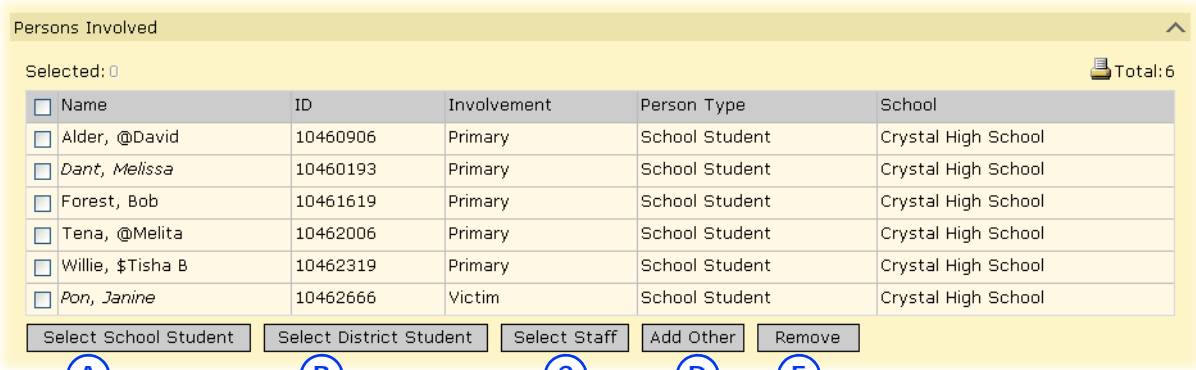 Persons Involved
Selected: 0 Total:6
Name ID Involvement Person Type School
Alder, @David 10460906 Primary School Student Crystal High School
Dant, Melissa 10460193 Primary School Student Crystal High School
Forest, Bob 10461619 Primary School Student Crystal High School
Tena, @Melita 10462006 Primary School Student Crystal High School
Willie, $Tisha B 10462319 Primary School Student Crystal High School
Pon, Janine 10462666 Victim School Student Crystal High School
Select School Student Select District Student Select Staff Add Other Remove
A B C D E